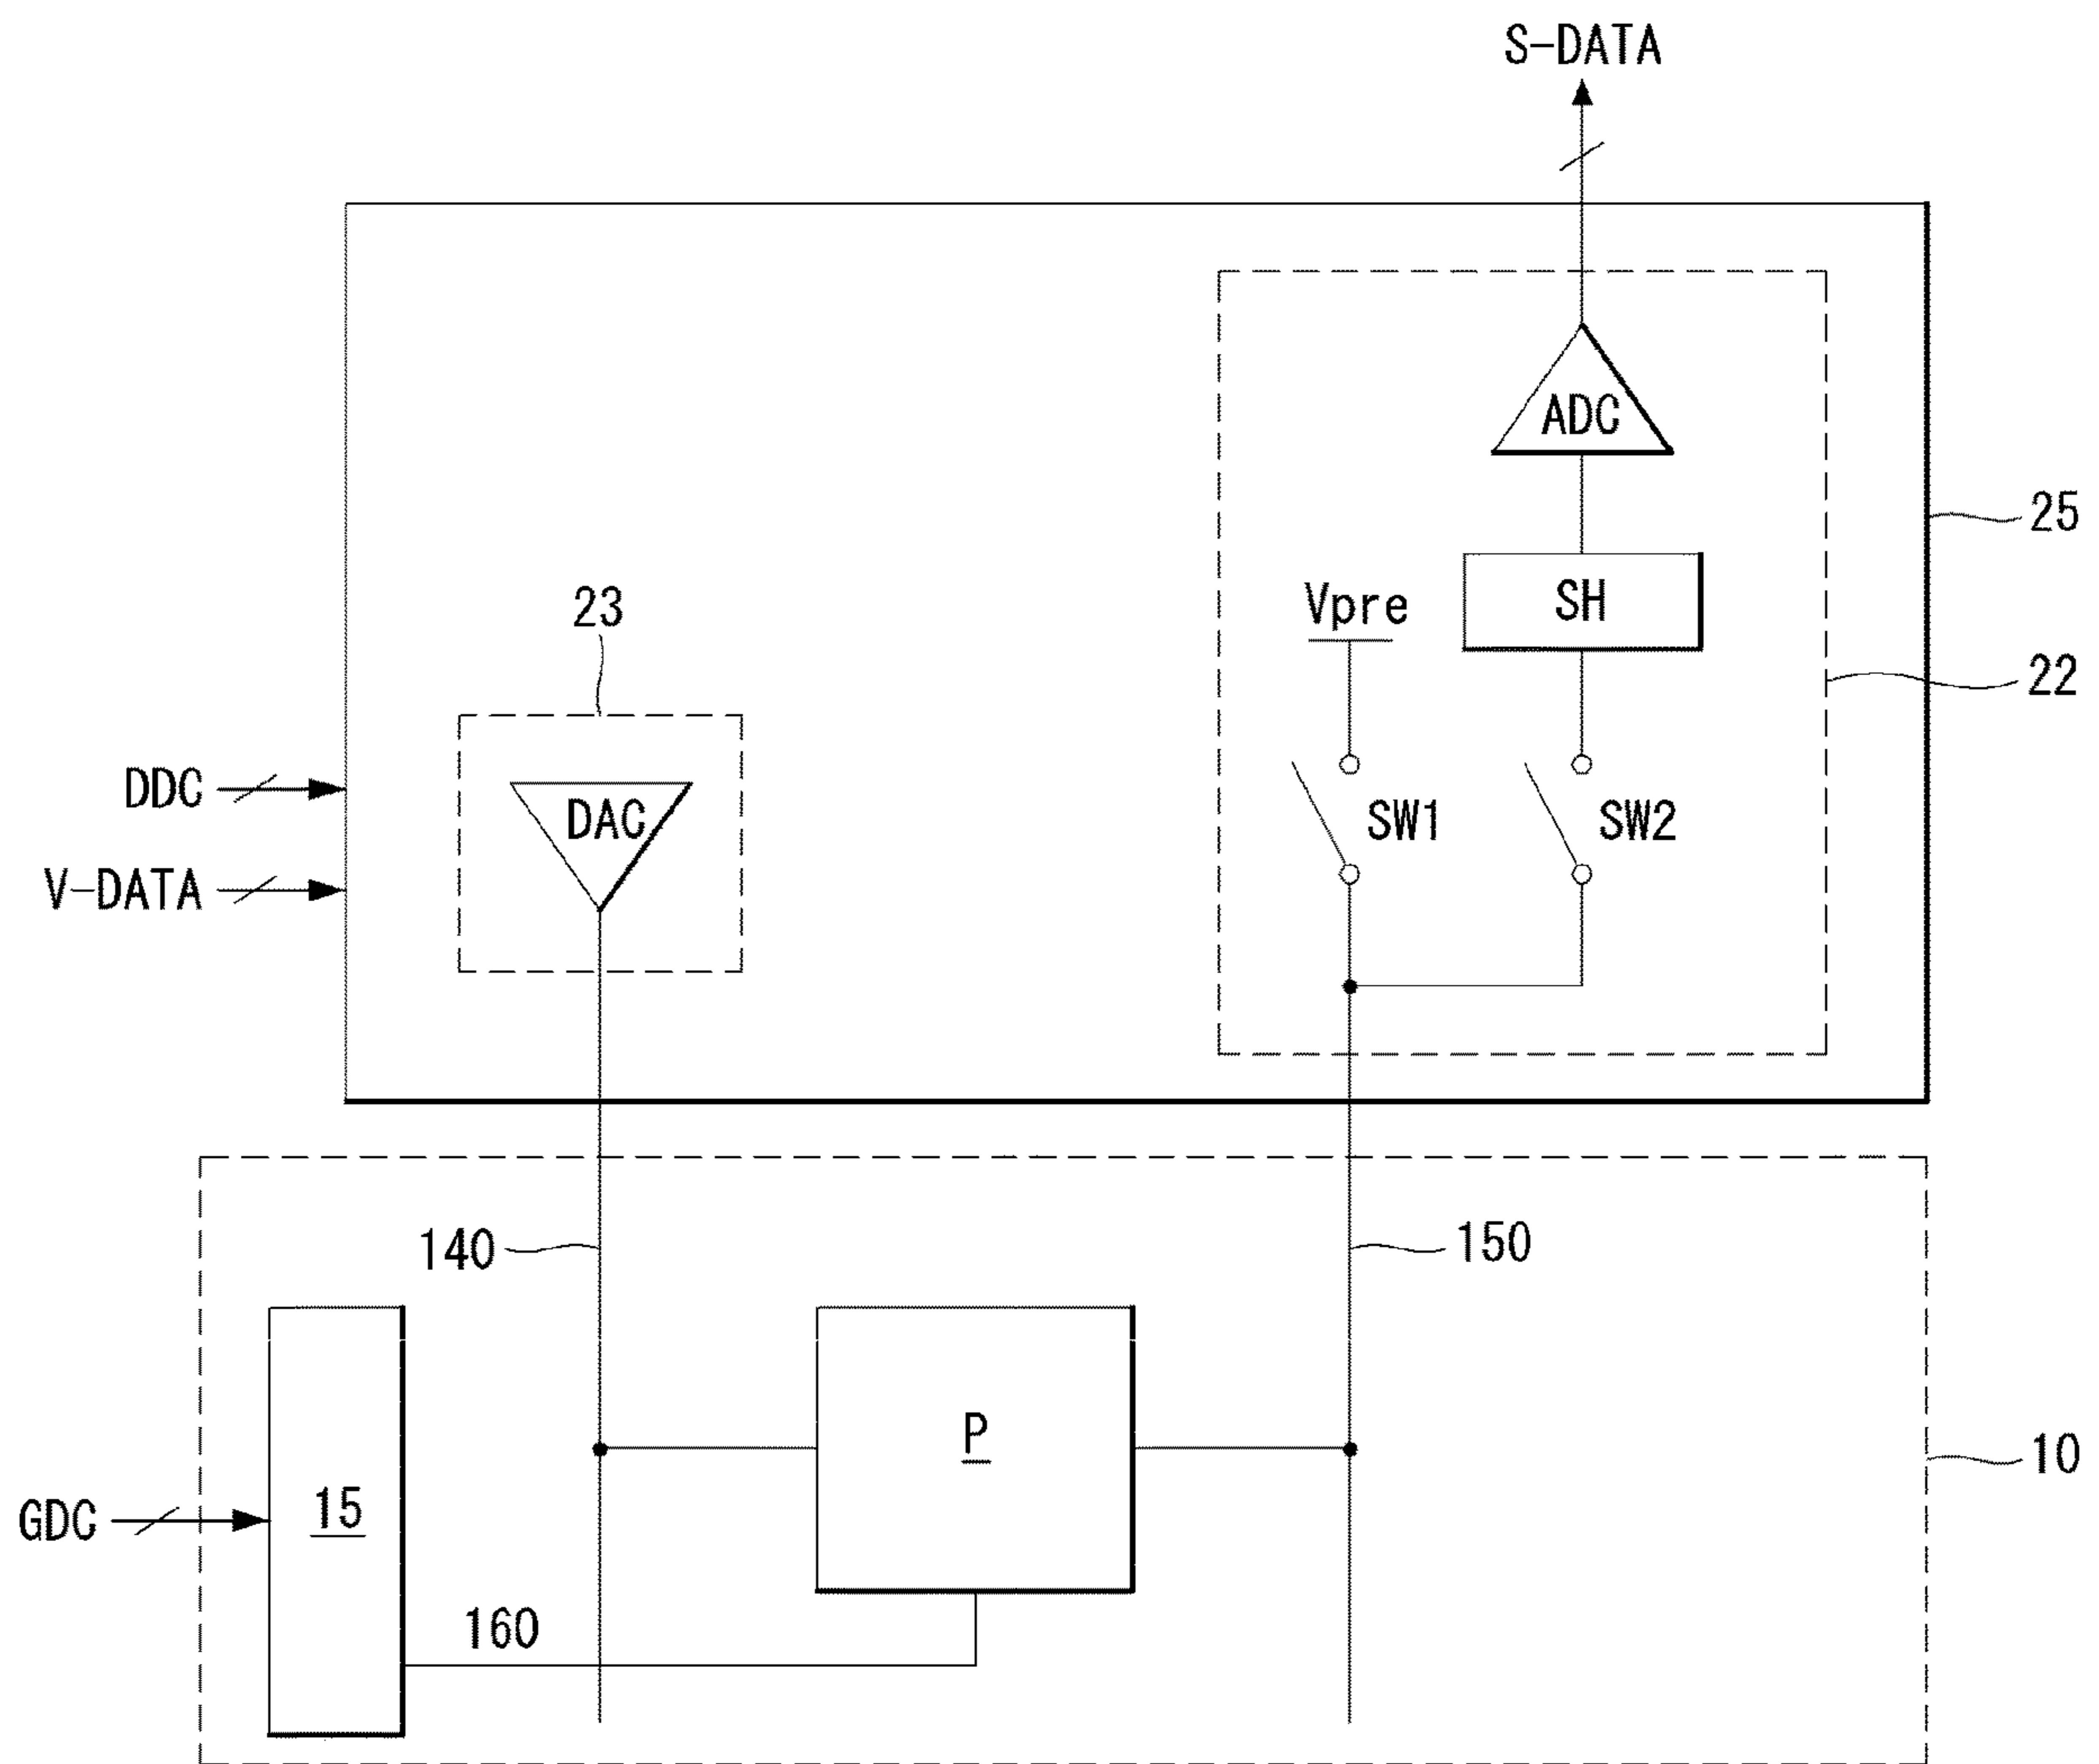 S-DATA
ADC
25
SH
23
Vpre
22
DDC
DAC
SW1
SW2
V-DATA
140
150
P
10
15
GDC
160